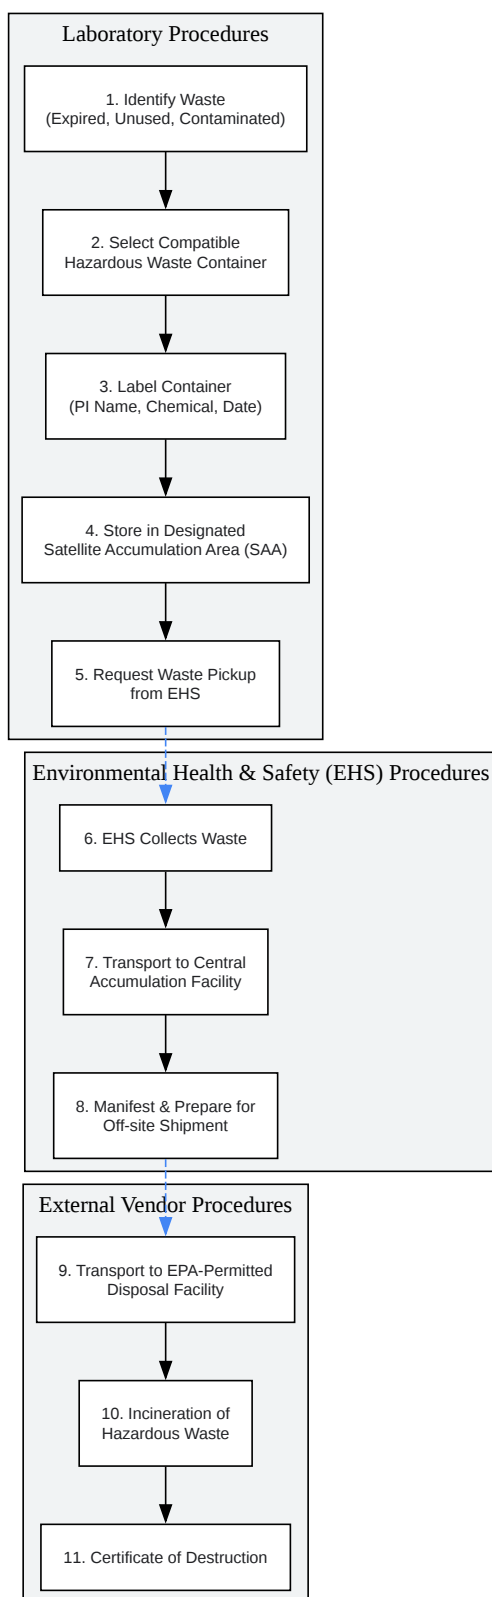 Laboratory Procedures
1. Identify Waste
(Expired, Unused, Contaminated)
2. Select Compatible
Hazardous Waste Container
3. Label Container
(PI Name, Chemical, Date)
4. Store in Designated
Satellite Accumulation Area (SAA)
5. Request Waste Pickup
from EHS
Environmental Health & Safety (EHS) Procedures
6. EHS Collects Waste
7. Transport to Central
Accumulation Facility
8. Manifest & Prepare for
Off-site Shipment
External Vendor Procedures
9. Transport to EPA-Permitted
Disposal Facility
10. Incineration of
Hazardous Waste
11. Certificate of Destruction